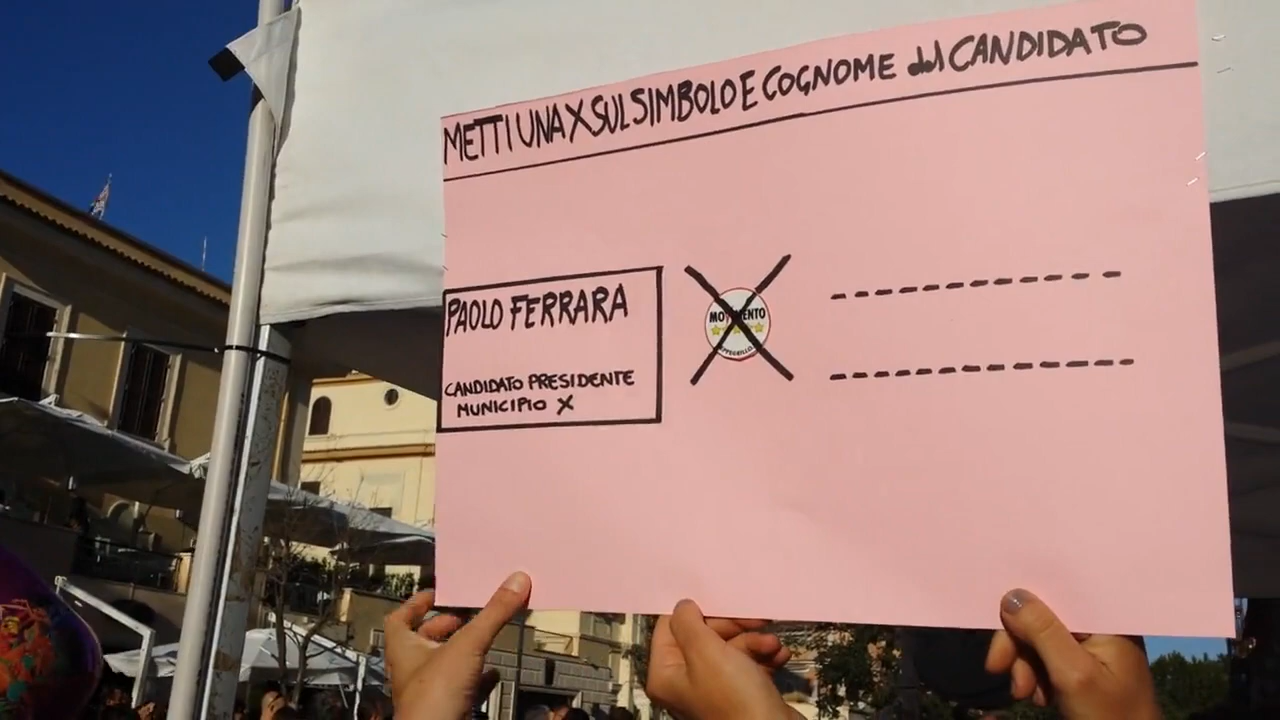 METTI UNA X SUL SIMBOLO E COGNOME del CANDIDATO
PAOLO FERRARA
CANDIDATO PRESIDENTE
MUNICIPIO X
MOVIMENTO